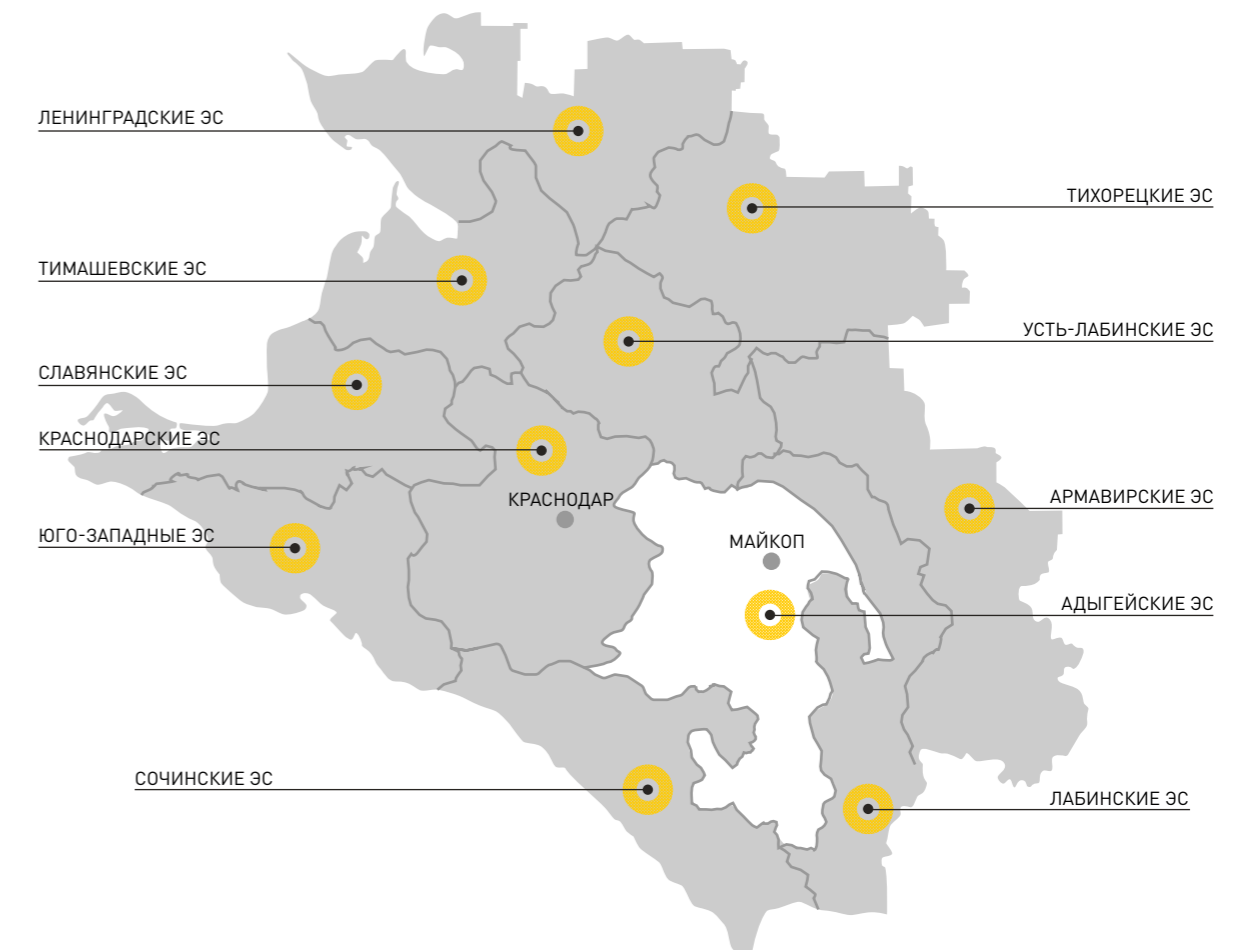 ЛЕНИНГРАДСКИЕ ЭС
ТИХОРЕЦКИЕ ЭС
ТИМАШЕВСКИЕ ЭС
УСТЬ-ЛАБИНСКИЕ ЭС
СЛАВЯНСКИЕ ЭС
КРАСНОДАРСКИЕ ЭС
КРАСНОДАР
АРМАВИРСКИЕ ЭС
ЮГО-ЗАПАДНЫЕ ЭС
МАЙКОП
АДЫГЕЙСКИЕ ЭС
СОЧИНСКИЕ ЭС
ЛАБИНСКИЕ ЭС